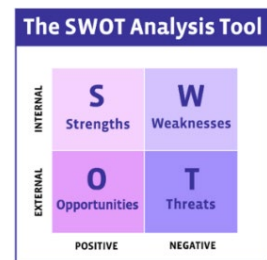 The SWOT Analysis Tool
INTERNAL
S
Strengths
W
Weaknesses
EXTERNAL
O
Opportunities
T
Threats
POSITIVE
NEGATIVE